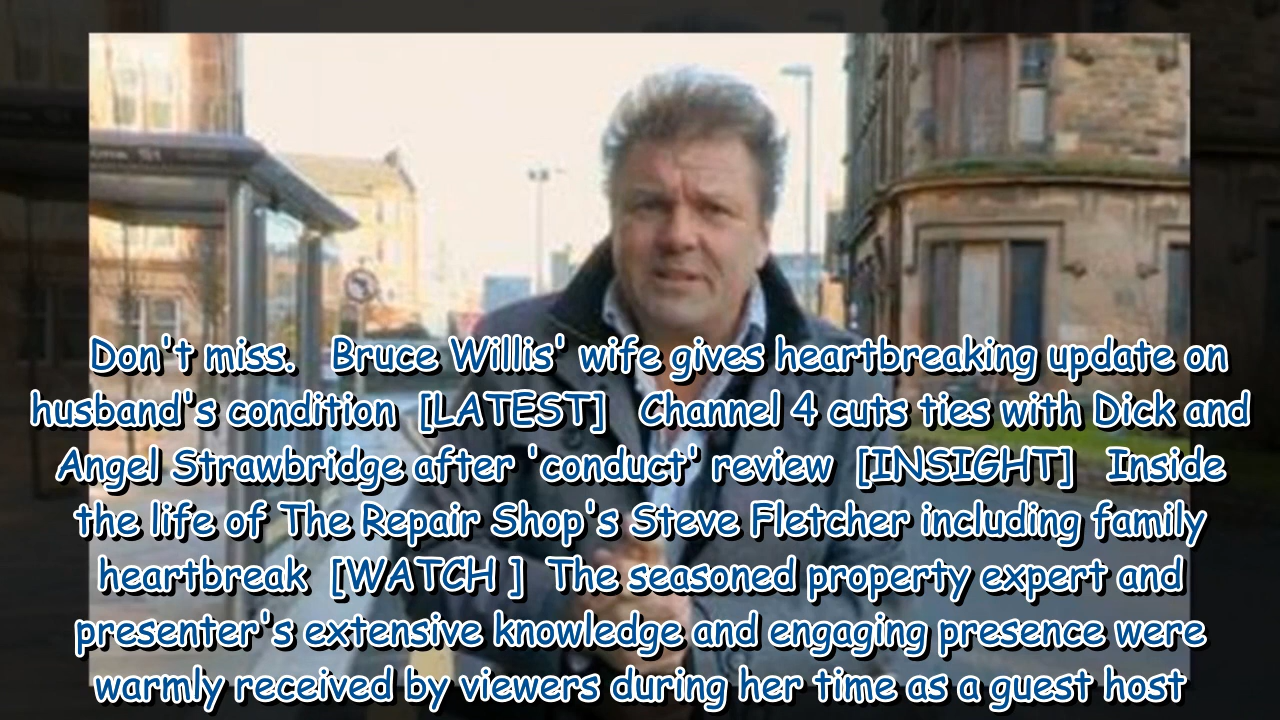 Don't miss. Bruce Willis' wife gives heartbreaking update on
husband's condition [LATEST] Channel 4 cuts ties with Dick and
Angel Strawbridge after 'conduct' review [INSIGHT] Inside
the life of The Repair Shop's Steve Fletcher including family
heartbreak [WATCH ] The seasoned property expert and
presenter's extensive knowledge and engaging presence were
warmly received by viewers during her time as a guest host